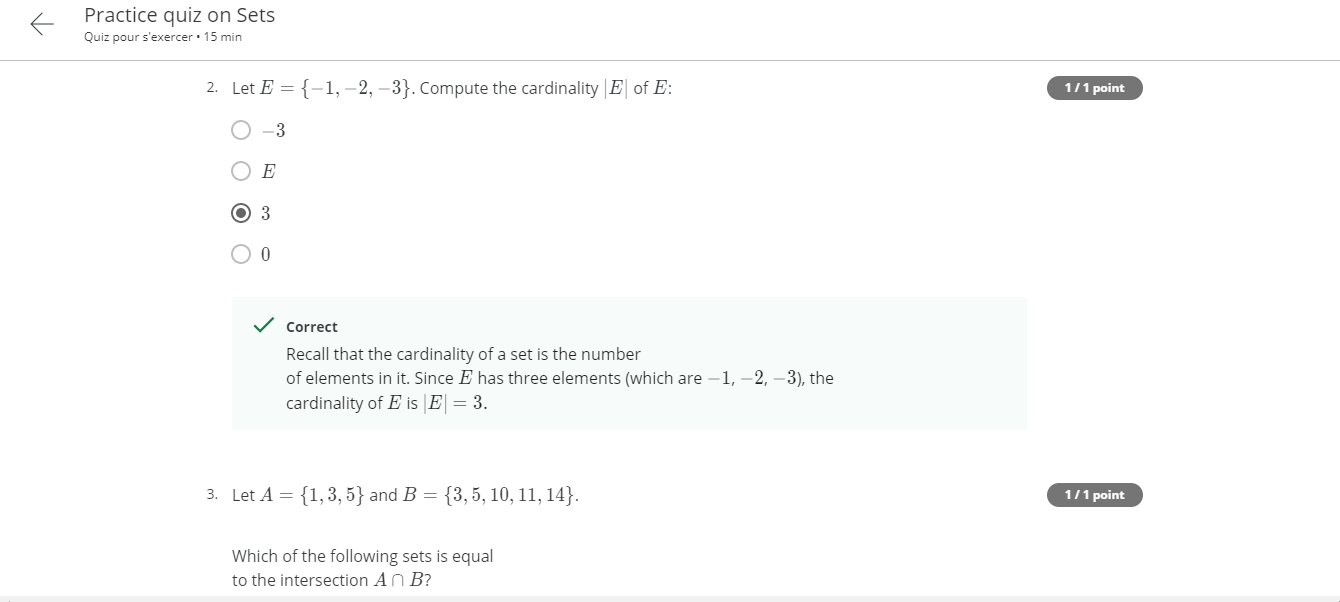 Practice quiz on Sets
Quiz pour s'exercer • 15 min
2. Let E = {−1, −2, −3}. Compute the cardinality |E| of E:
1 / 1 point
−3
E
3
0
Correct
Recall that the cardinality of a set is the number
of elements in it. Since E has three elements (which are −1, −2, −3), the
cardinality of E is |E| = 3.
3. Let A = {1, 3, 5} and B = {3, 5, 10, 11, 14}.
1 / 1 point
Which of the following sets is equal
to the intersection A ∩ B?